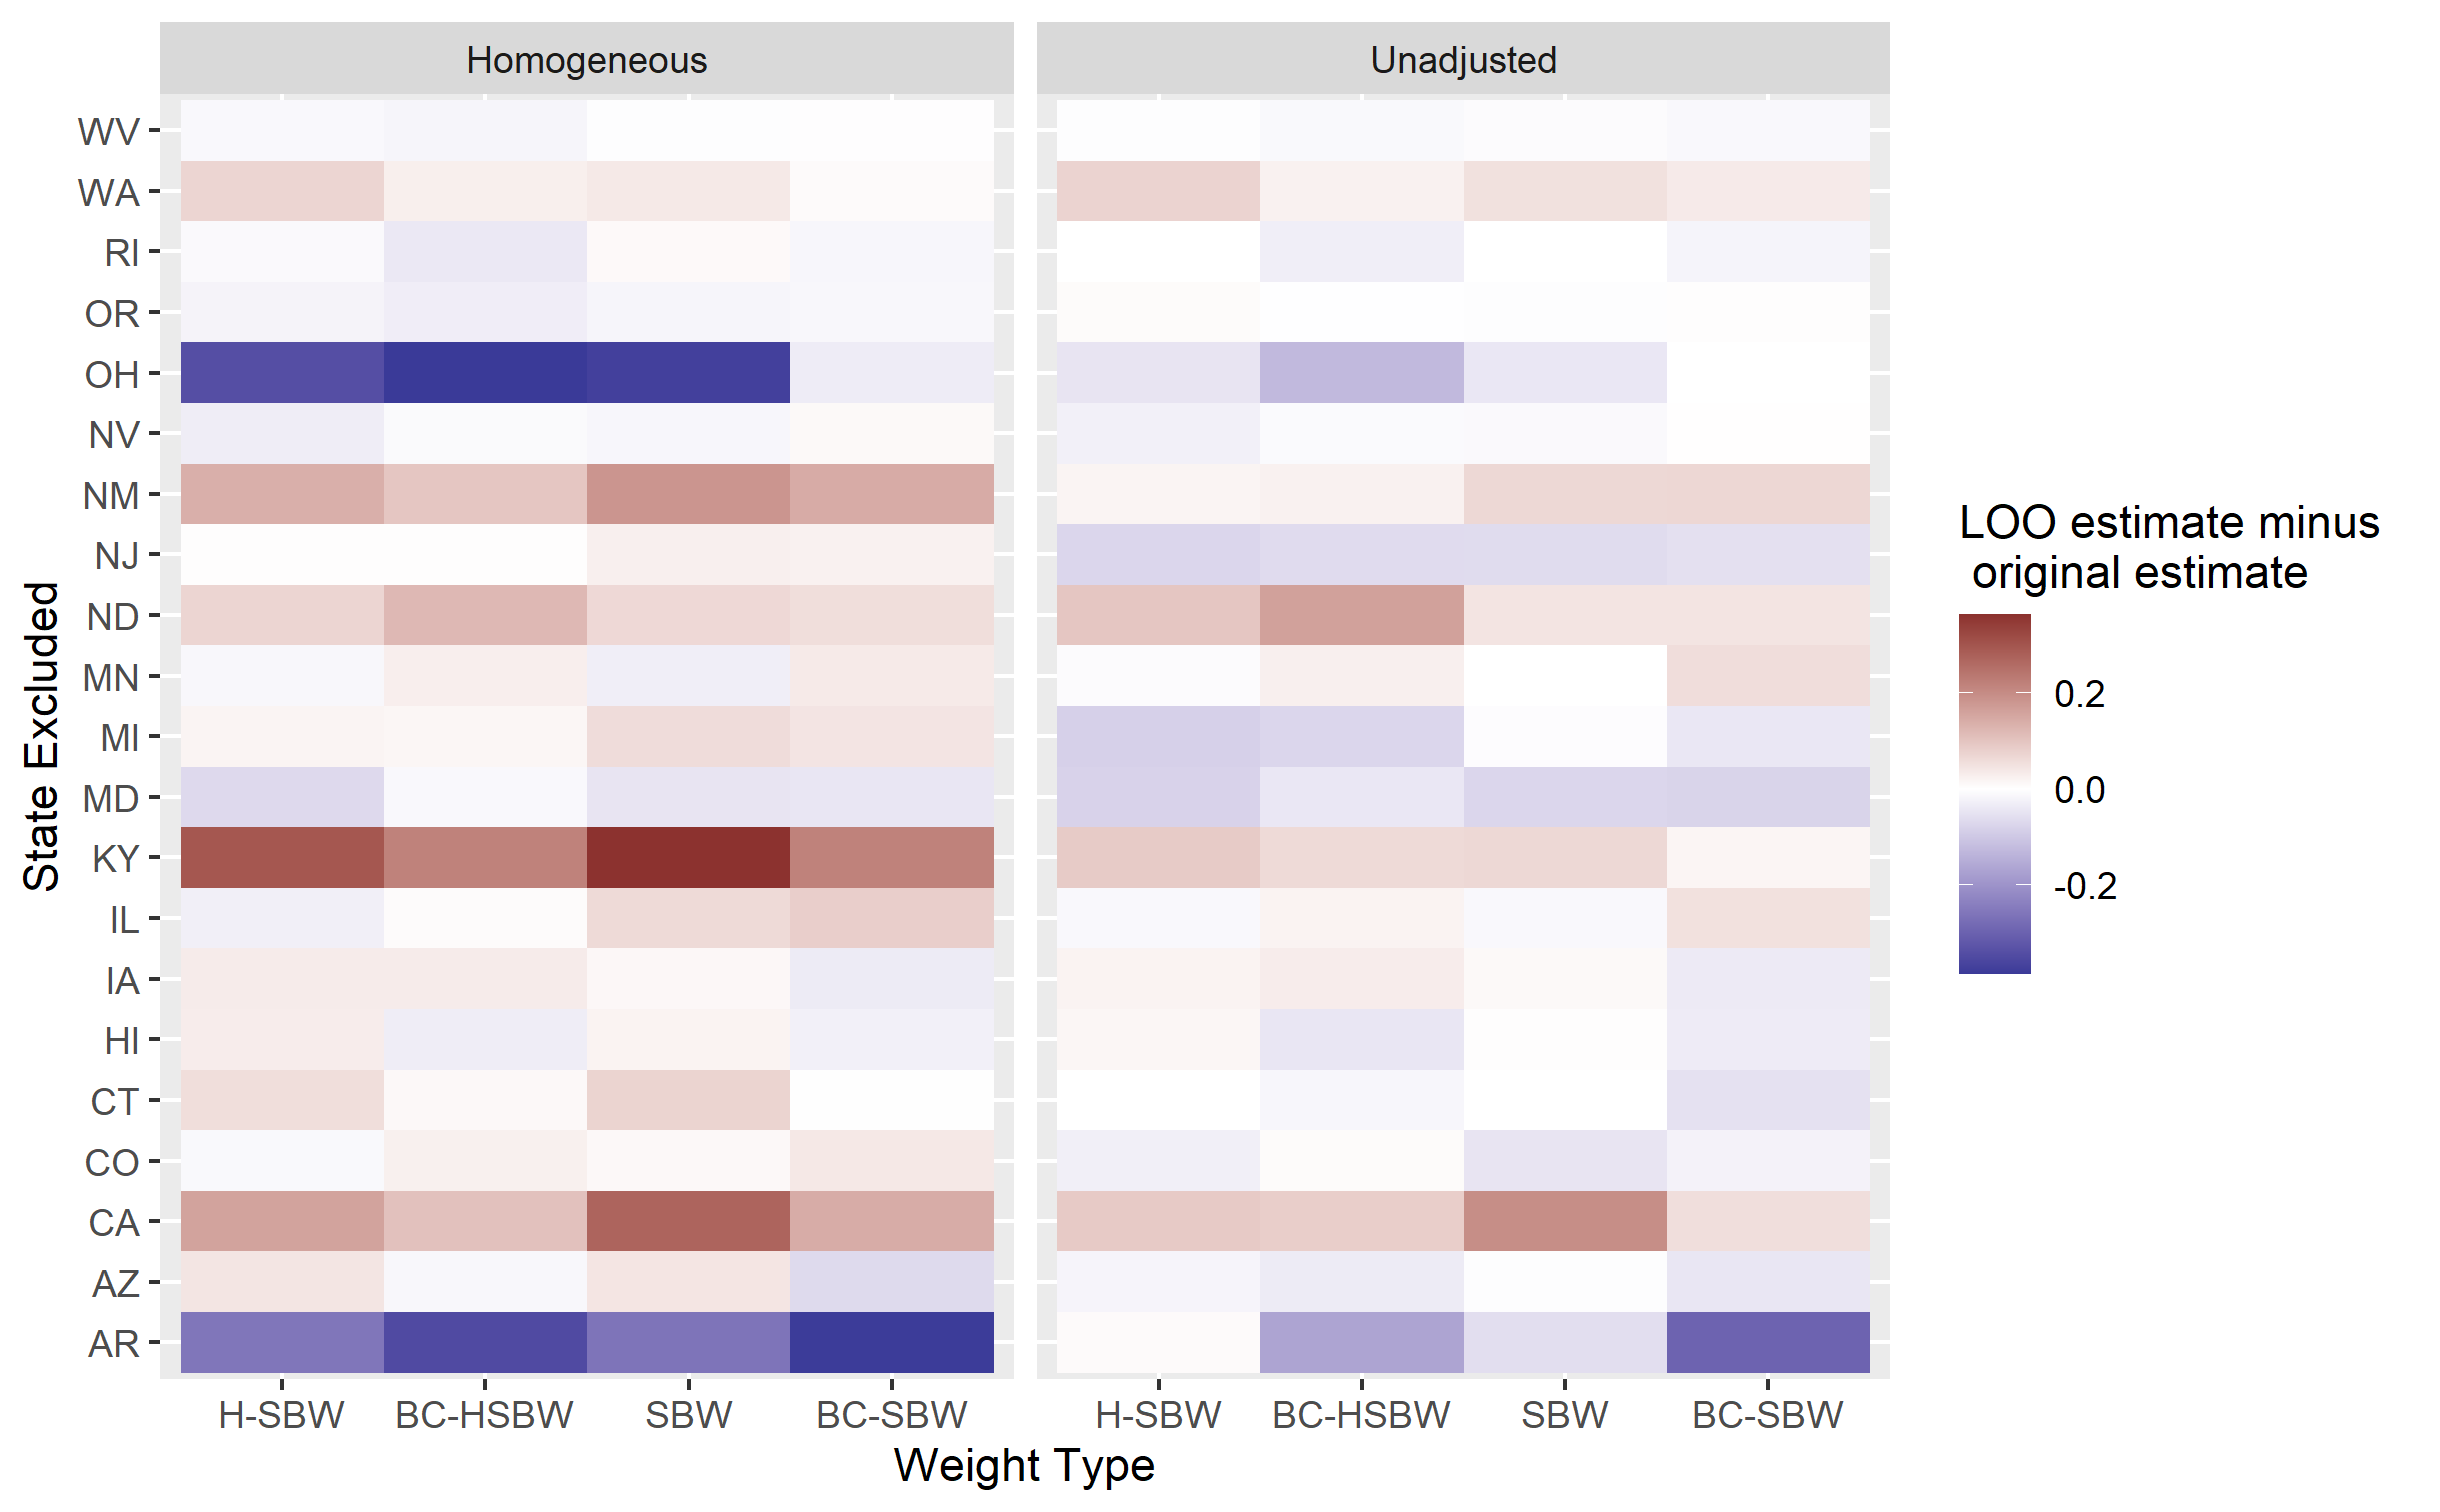 Homogeneous
Unadjusted
WV
WA
RI
OR
OH
NV
NM
NJ
ND
MN
MI
MD
KY
IL
IA
HI
CT
CO
CA
AZ
AR
State Excluded
H-SBW BC-HSBW SBW BC-SBW
H-SBW BC-HSBW SBW BC-SBW
Weight Type
LOO estimate minus
original estimate
0.2
0.0
-0.2